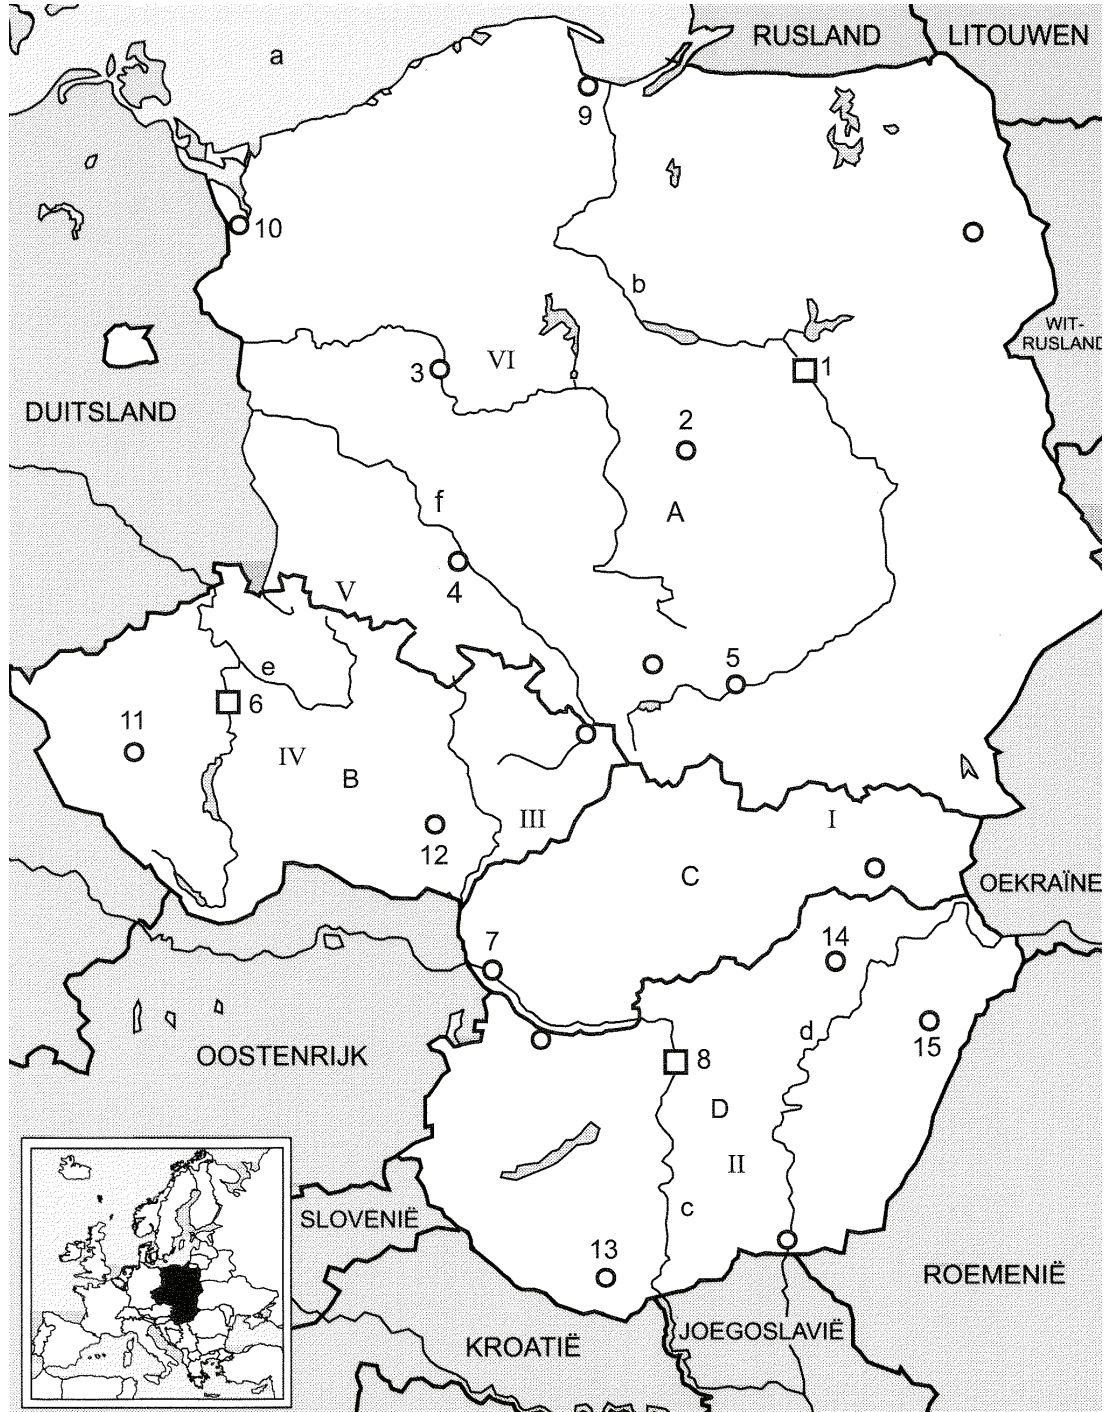 a
RUSLAND
LITOUWEN
9
10
b
WIT-
RUSLAND
VI
3
1
DUITSLAND
2
f
A
V
4
5
e
6
11
IV
B
III
I
12
C
OEKRAÏNE
7
14
d
15
OOSTENRIJK
8
D
II
c
SLOVENIË
13
ROEMENIË
JOEGOSLAVIË
KROATIË